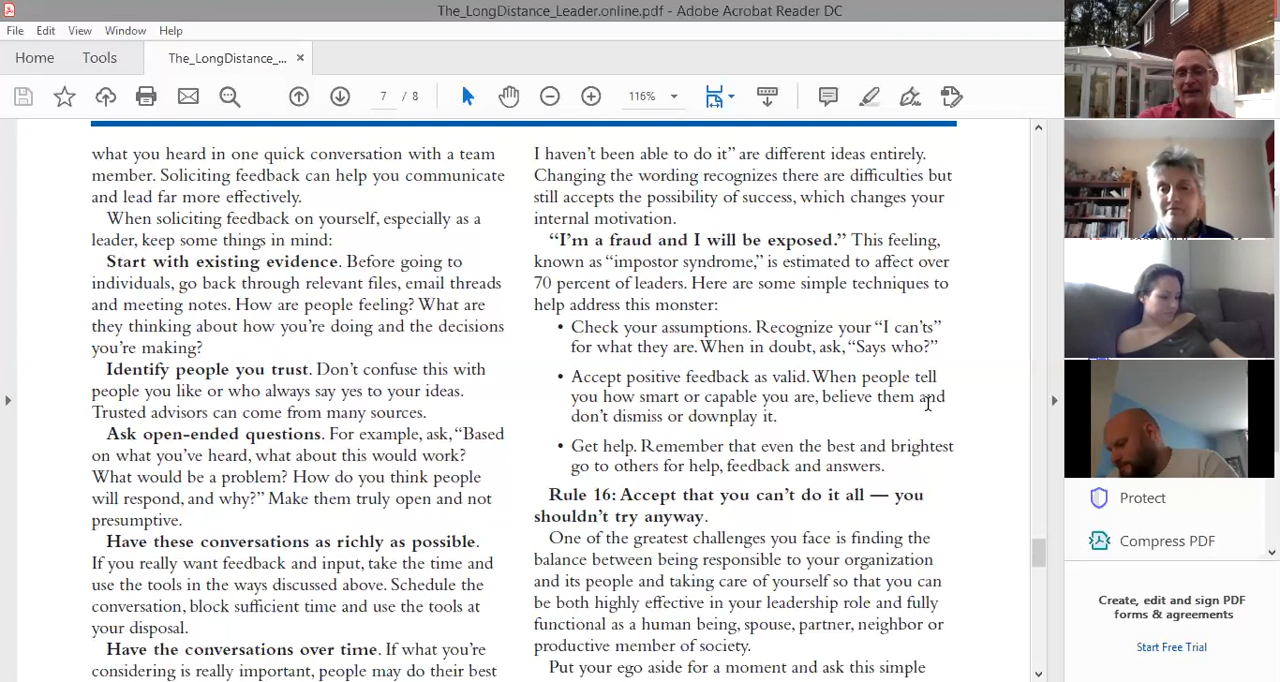 The_LongDistance_Leader.online.pdf - Adobe Acrobat Reader DC
File Edit View Window Help
Home Tools The_LongDistance_... ×
7 / 8 116%
what you heard in one quick conversation with a team
member. Soliciting feedback can help you communicate
and lead far more effectively.
When soliciting feedback on yourself, especially as a
leader, keep some things in mind:
Start with existing evidence. Before going to
individuals, go back through relevant files, email threads
and meeting notes. How are people feeling? What are
they thinking about how you’re doing and the decisions
you’re making?
Identify people you trust. Don’t confuse this with
people you like or who always say yes to your ideas.
Trusted advisors can come from many sources.
Ask open-ended questions. For example, ask, “Based
on what you’ve heard, what about this would work?
What would be a problem? How do you think people
will respond, and why?” Make them truly open and not
presumptive.
Have these conversations as richly as possible.
If you really want feedback and input, take the time and
use the tools in the ways discussed above. Schedule the
conversation, block sufficient time and use the tools at
your disposal.
Have the conversations over time. If what you’re
considering is really important, people may do their best
I haven’t been able to do it” are different ideas entirely.
Changing the wording recognizes there are difficulties but
still accepts the possibility of success, which changes your
internal motivation.
“I’m a fraud and I will be exposed.” This feeling,
known as “impostor syndrome,” is estimated to affect over
70 percent of leaders. Here are some simple techniques to
help address this monster:
• Check your assumptions. Recognize your “I can’ts”
for what they are. When in doubt, ask, “Says who?”
• Accept positive feedback as valid. When people tell
you how smart or capable you are, believe them and
don’t dismiss or downplay it.
• Get help. Remember that even the best and brightest
go to others for help, feedback and answers.
Rule 16: Accept that you can’t do it all — you
shouldn’t try anyway.
One of the greatest challenges you face is finding the
balance between being responsible to your organization
and its people and taking care of yourself so that you can
be both highly effective in your leadership role and fully
functional as a human being, spouse, partner, neighbor or
productive member of society.
Put your ego aside for a moment and ask this simple
Protect
Compress PDF
Create, edit and sign PDF
forms & agreements
Start Free Trial